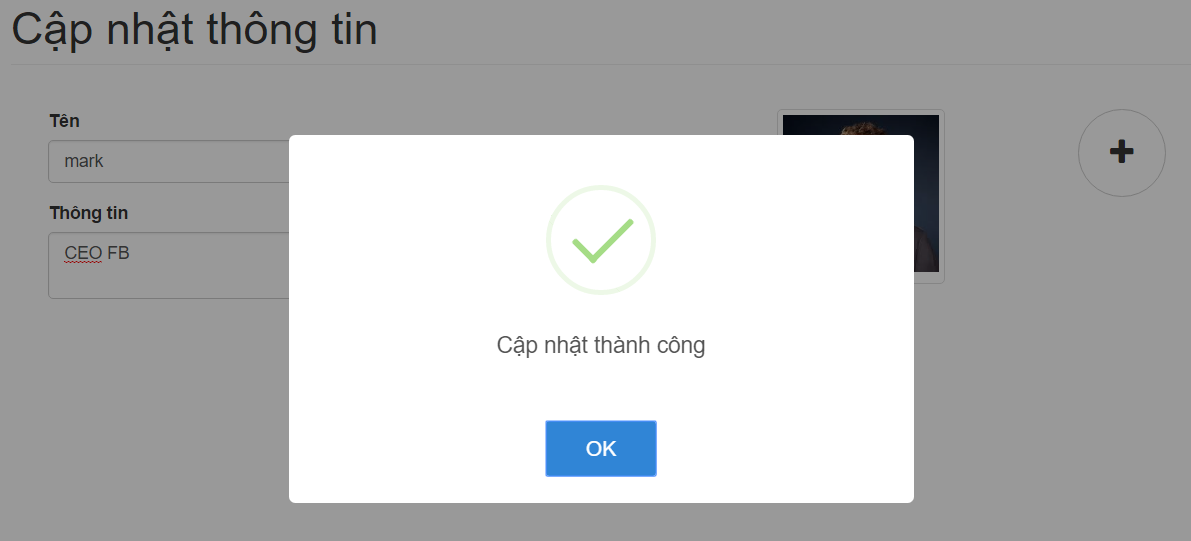 Cập nhật thông tin
Tên
mark
Thông tin
CEO FB
Cập nhật thành công
OK